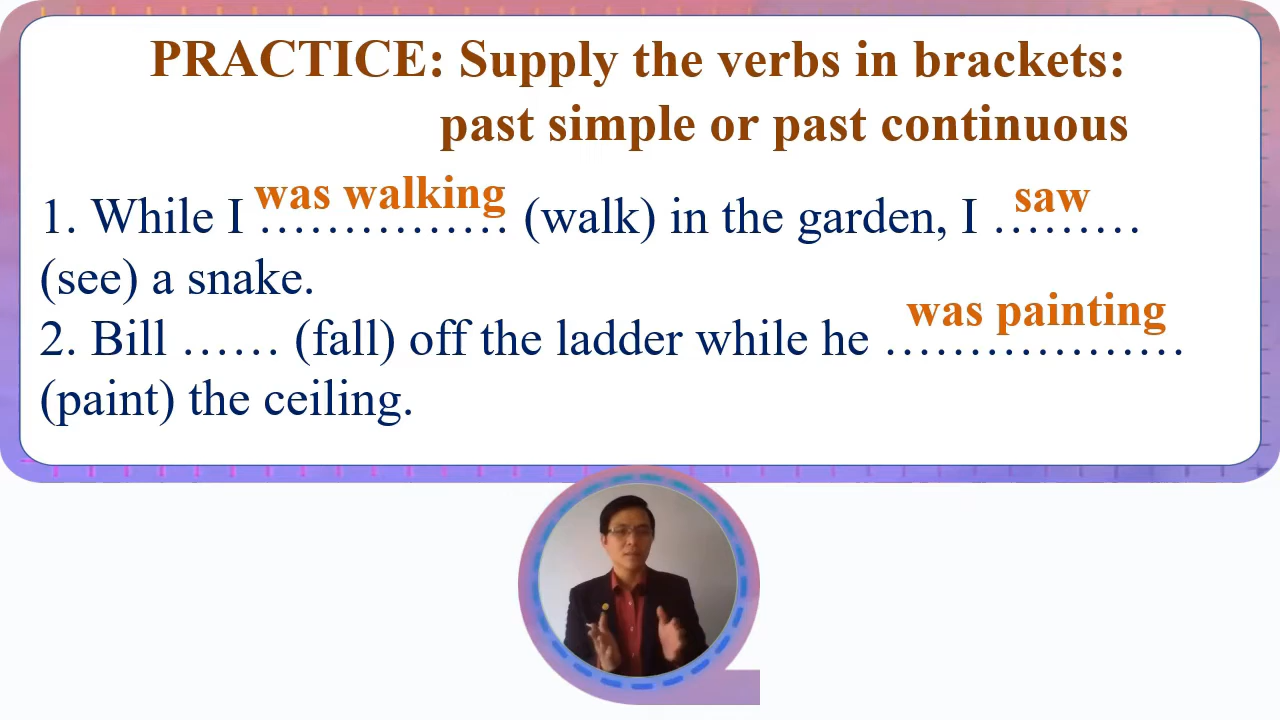 PRACTICE: Supply the verbs in brackets:
past simple or past continuous
1. While I was walking …………… (walk) in the garden, I saw ………
(see) a snake.
2. Bill …… (fall) off the ladder while he was painting ………………
(paint) the ceiling.